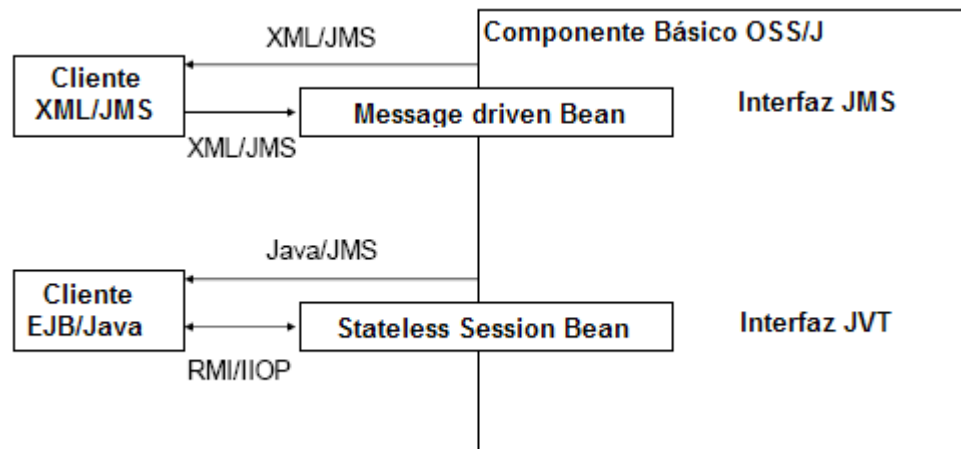 XML/JMS
Componente Básico OSS/J
Cliente
XML/JMS
Message driven Bean
Interfaz JMS
XML/JMS
Java/JMS
Cliente
EJB/Java
Stateless Session Bean
Interfaz JVT
RMI/IIOP